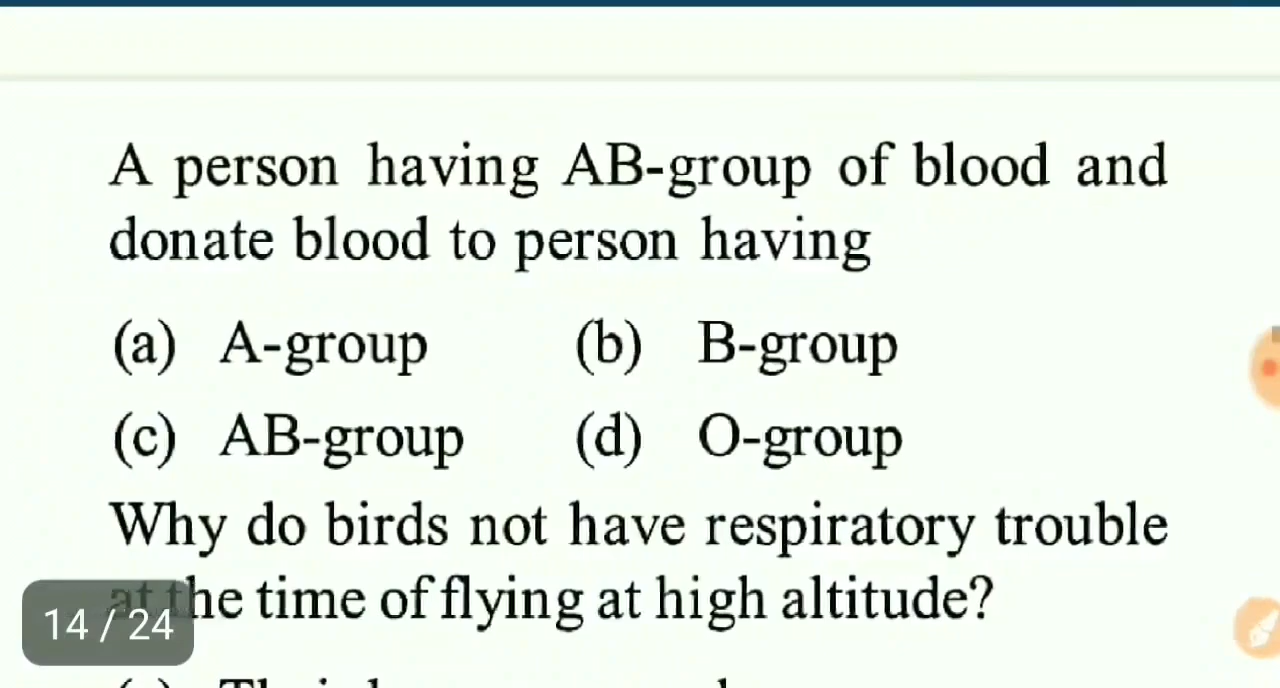 A person having AB-group of blood and
donate blood to person having
(a) A-group (b) B-group
(c) AB-group (d) O-group
Why do birds not have respiratory trouble
at the time of flying at high altitude?
14 / 24